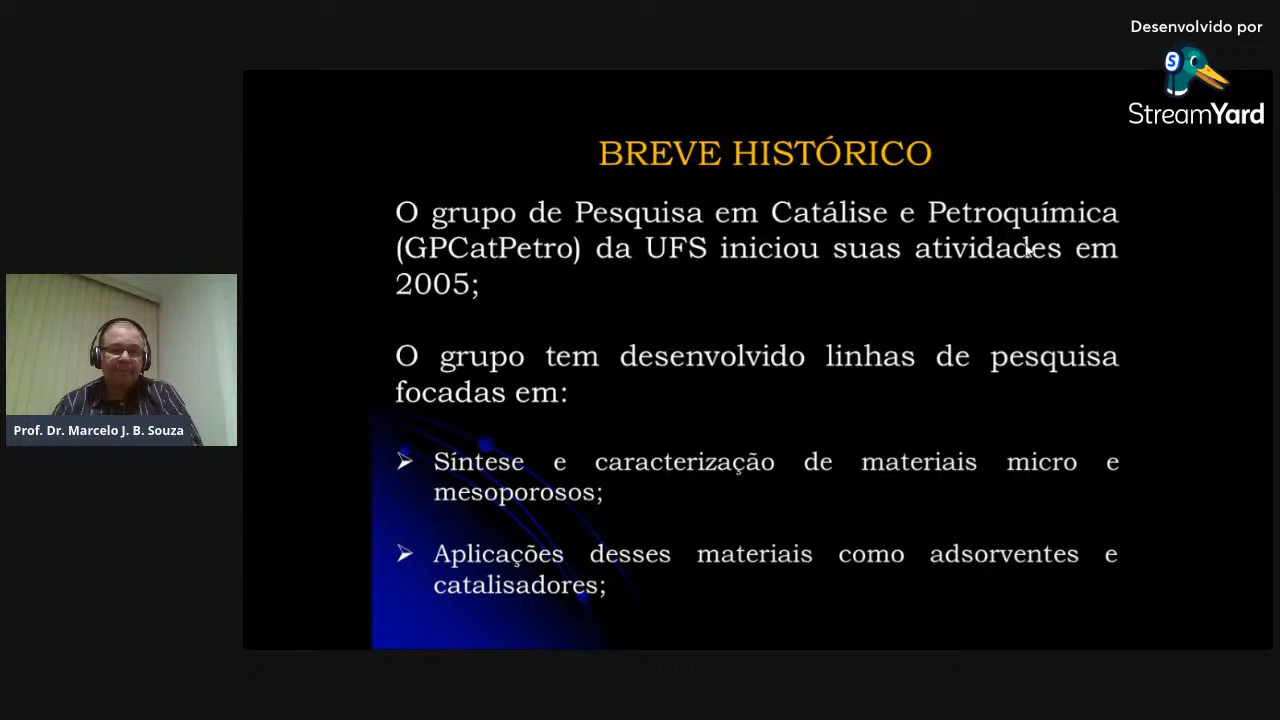 Desenvolvido por
S
StreamYard
BREVE HISTÓRICO
O grupo de Pesquisa em Catálise e Petroquímica
(GPCatPetro) da UFS iniciou suas atividades em
2005;
O grupo tem desenvolvido linhas de pesquisa
focadas em:
➢ Síntese e caracterização de materiais micro e
mesoporosos;
➢ Aplicações desses materiais como adsorventes e
catalisadores;
Prof. Dr. Marcelo J. B. Souza